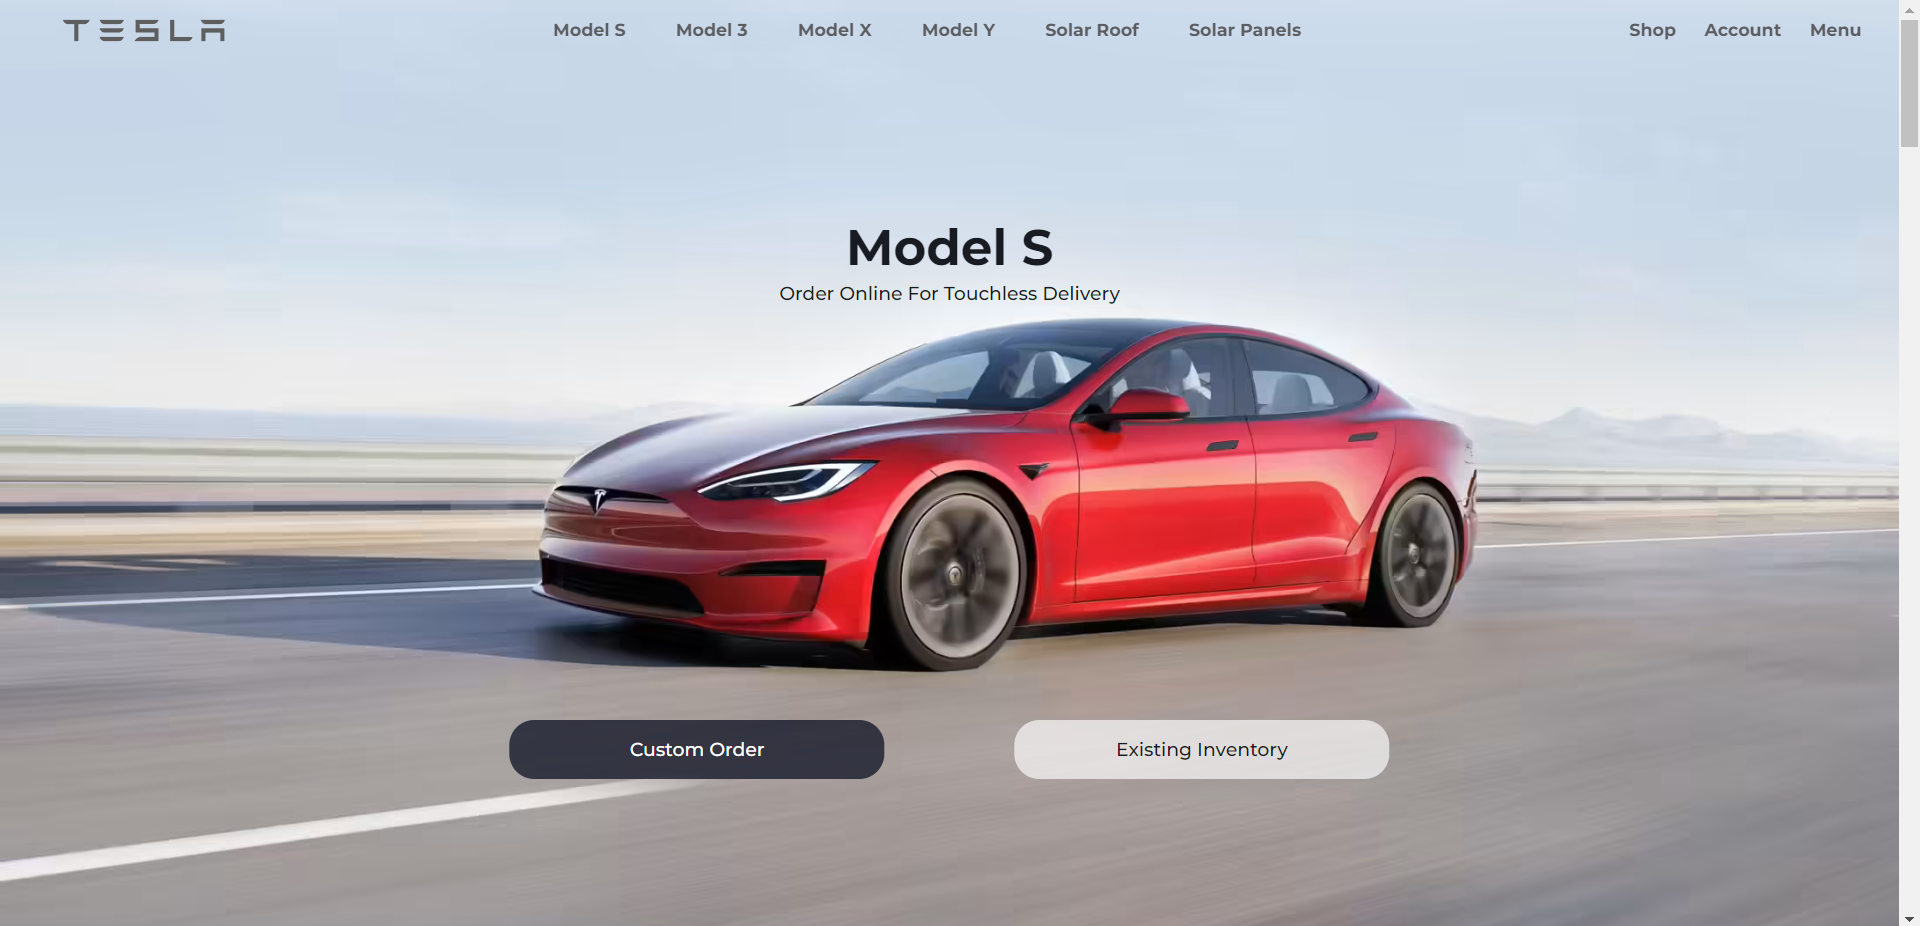 TESLA Model S Model 3 Model X Model Y Solar Roof Solar Panels Shop Account Menu
Model S
Order Online For Touchless Delivery
Custom Order Existing Inventory